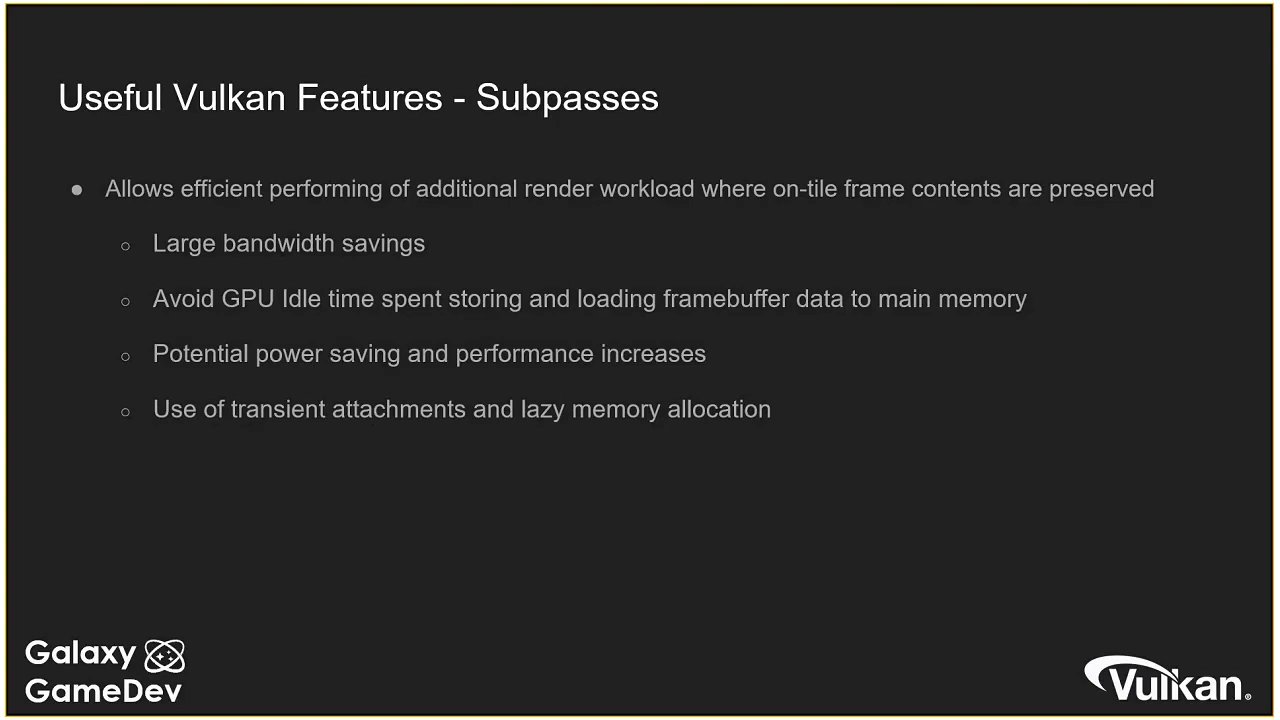 Useful Vulkan Features - Subpasses
● Allows efficient performing of additional render workload where on-tile frame contents are preserved
○ Large bandwidth savings
○ Avoid GPU Idle time spent storing and loading framebuffer data to main memory
○ Potential power saving and performance increases
○ Use of transient attachments and lazy memory allocation
Galaxy
GameDev
Vulkan®